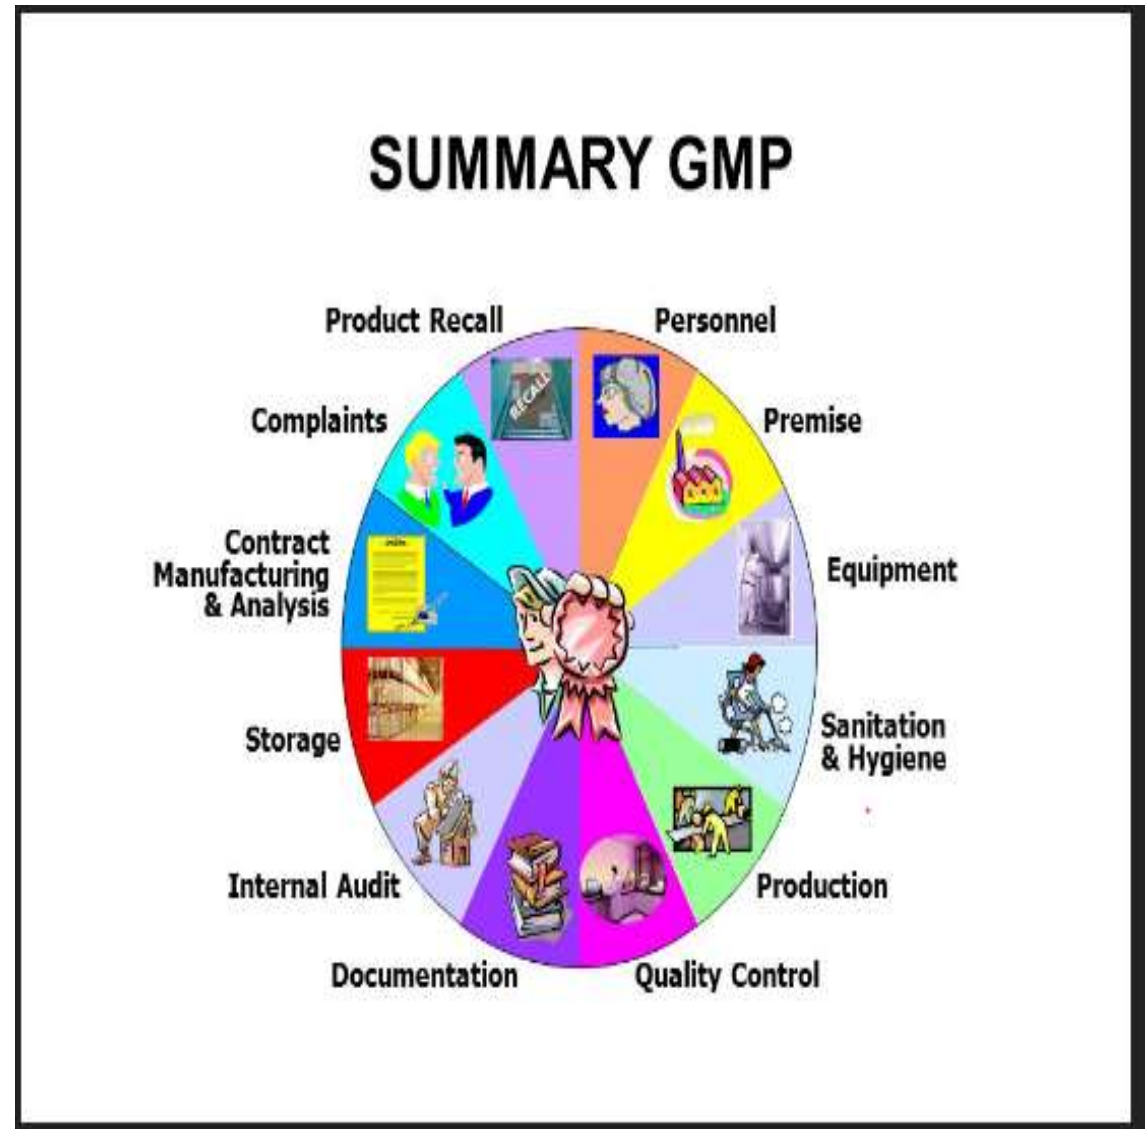 SUMMARY GMP
Product Recall
Personnel
Complaints
Premise
Contract
Manufacturing
& Analysis
Equipment
Storage
Sanitation
& Hygiene
Internal Audit
Production
Documentation
Quality Control
RECALL